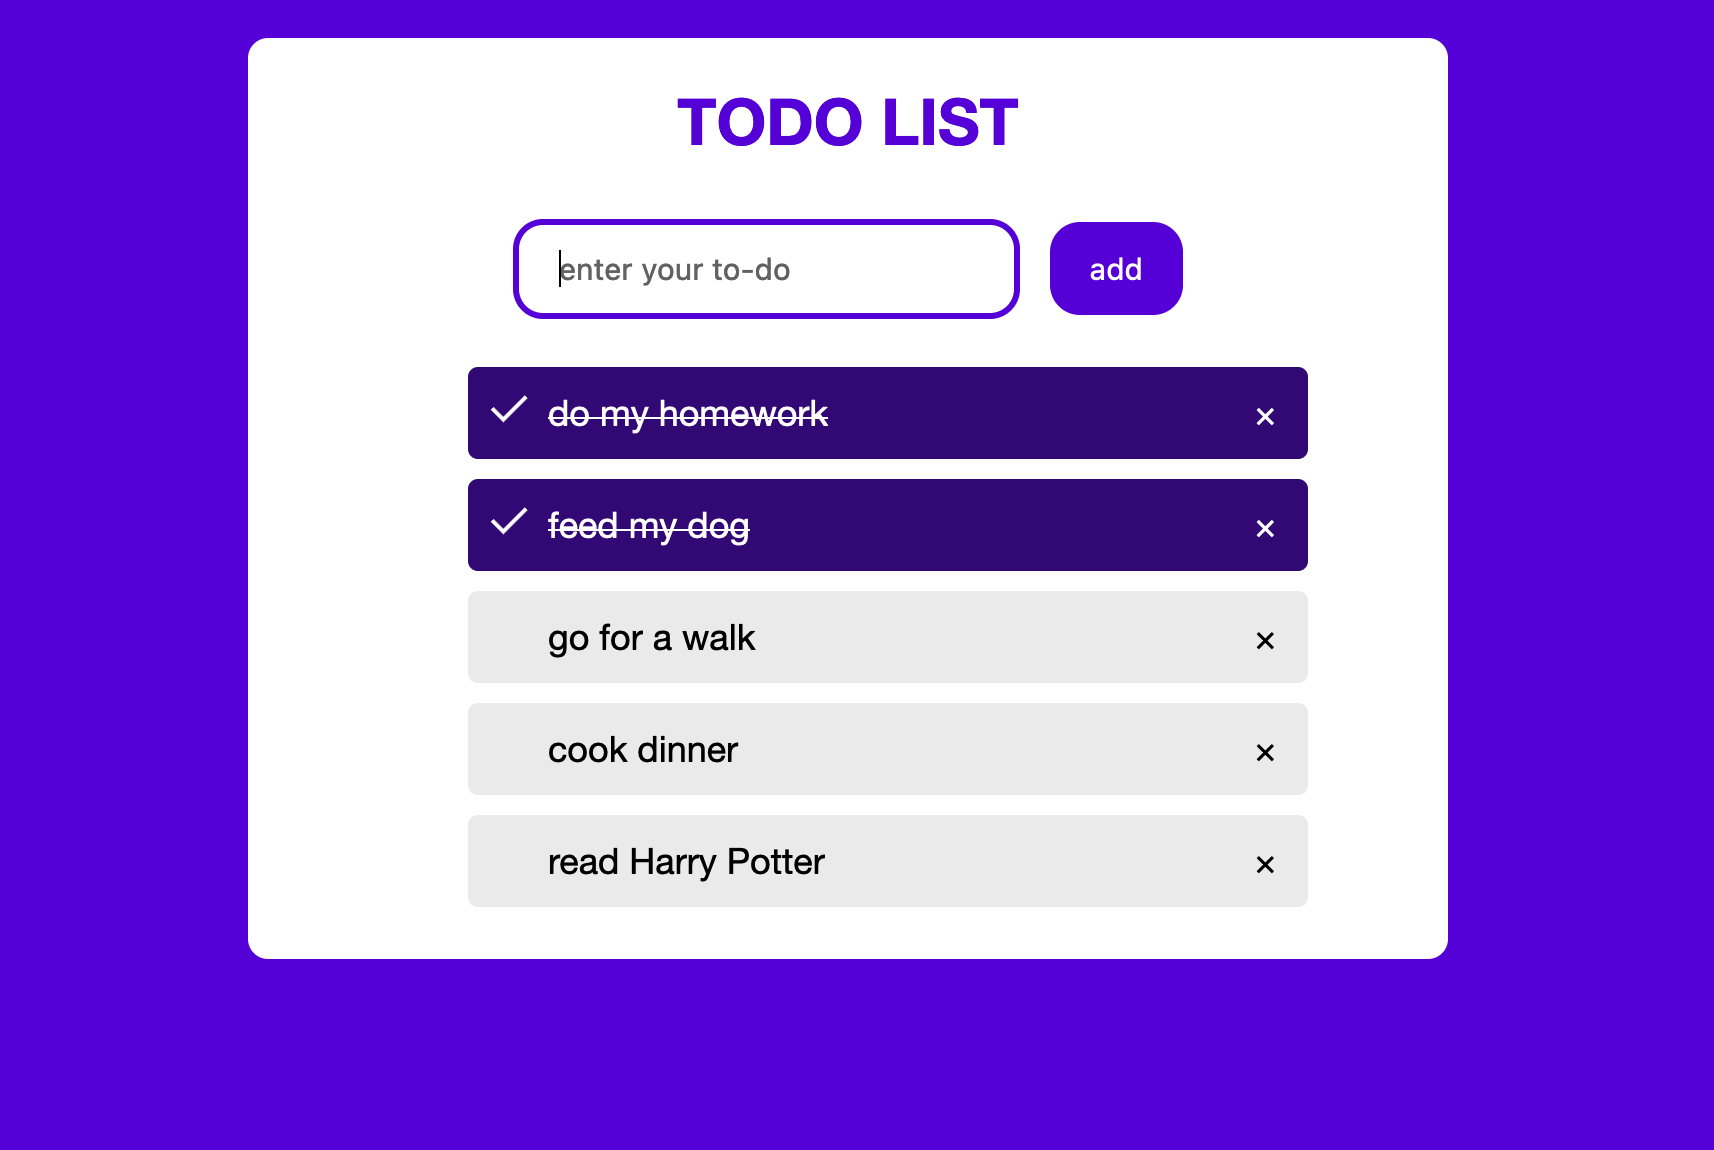 TODO LIST
enter your to-do
add
do my homework
×
feed my dog
×
go for a walk
×
cook dinner
×
read Harry Potter
×